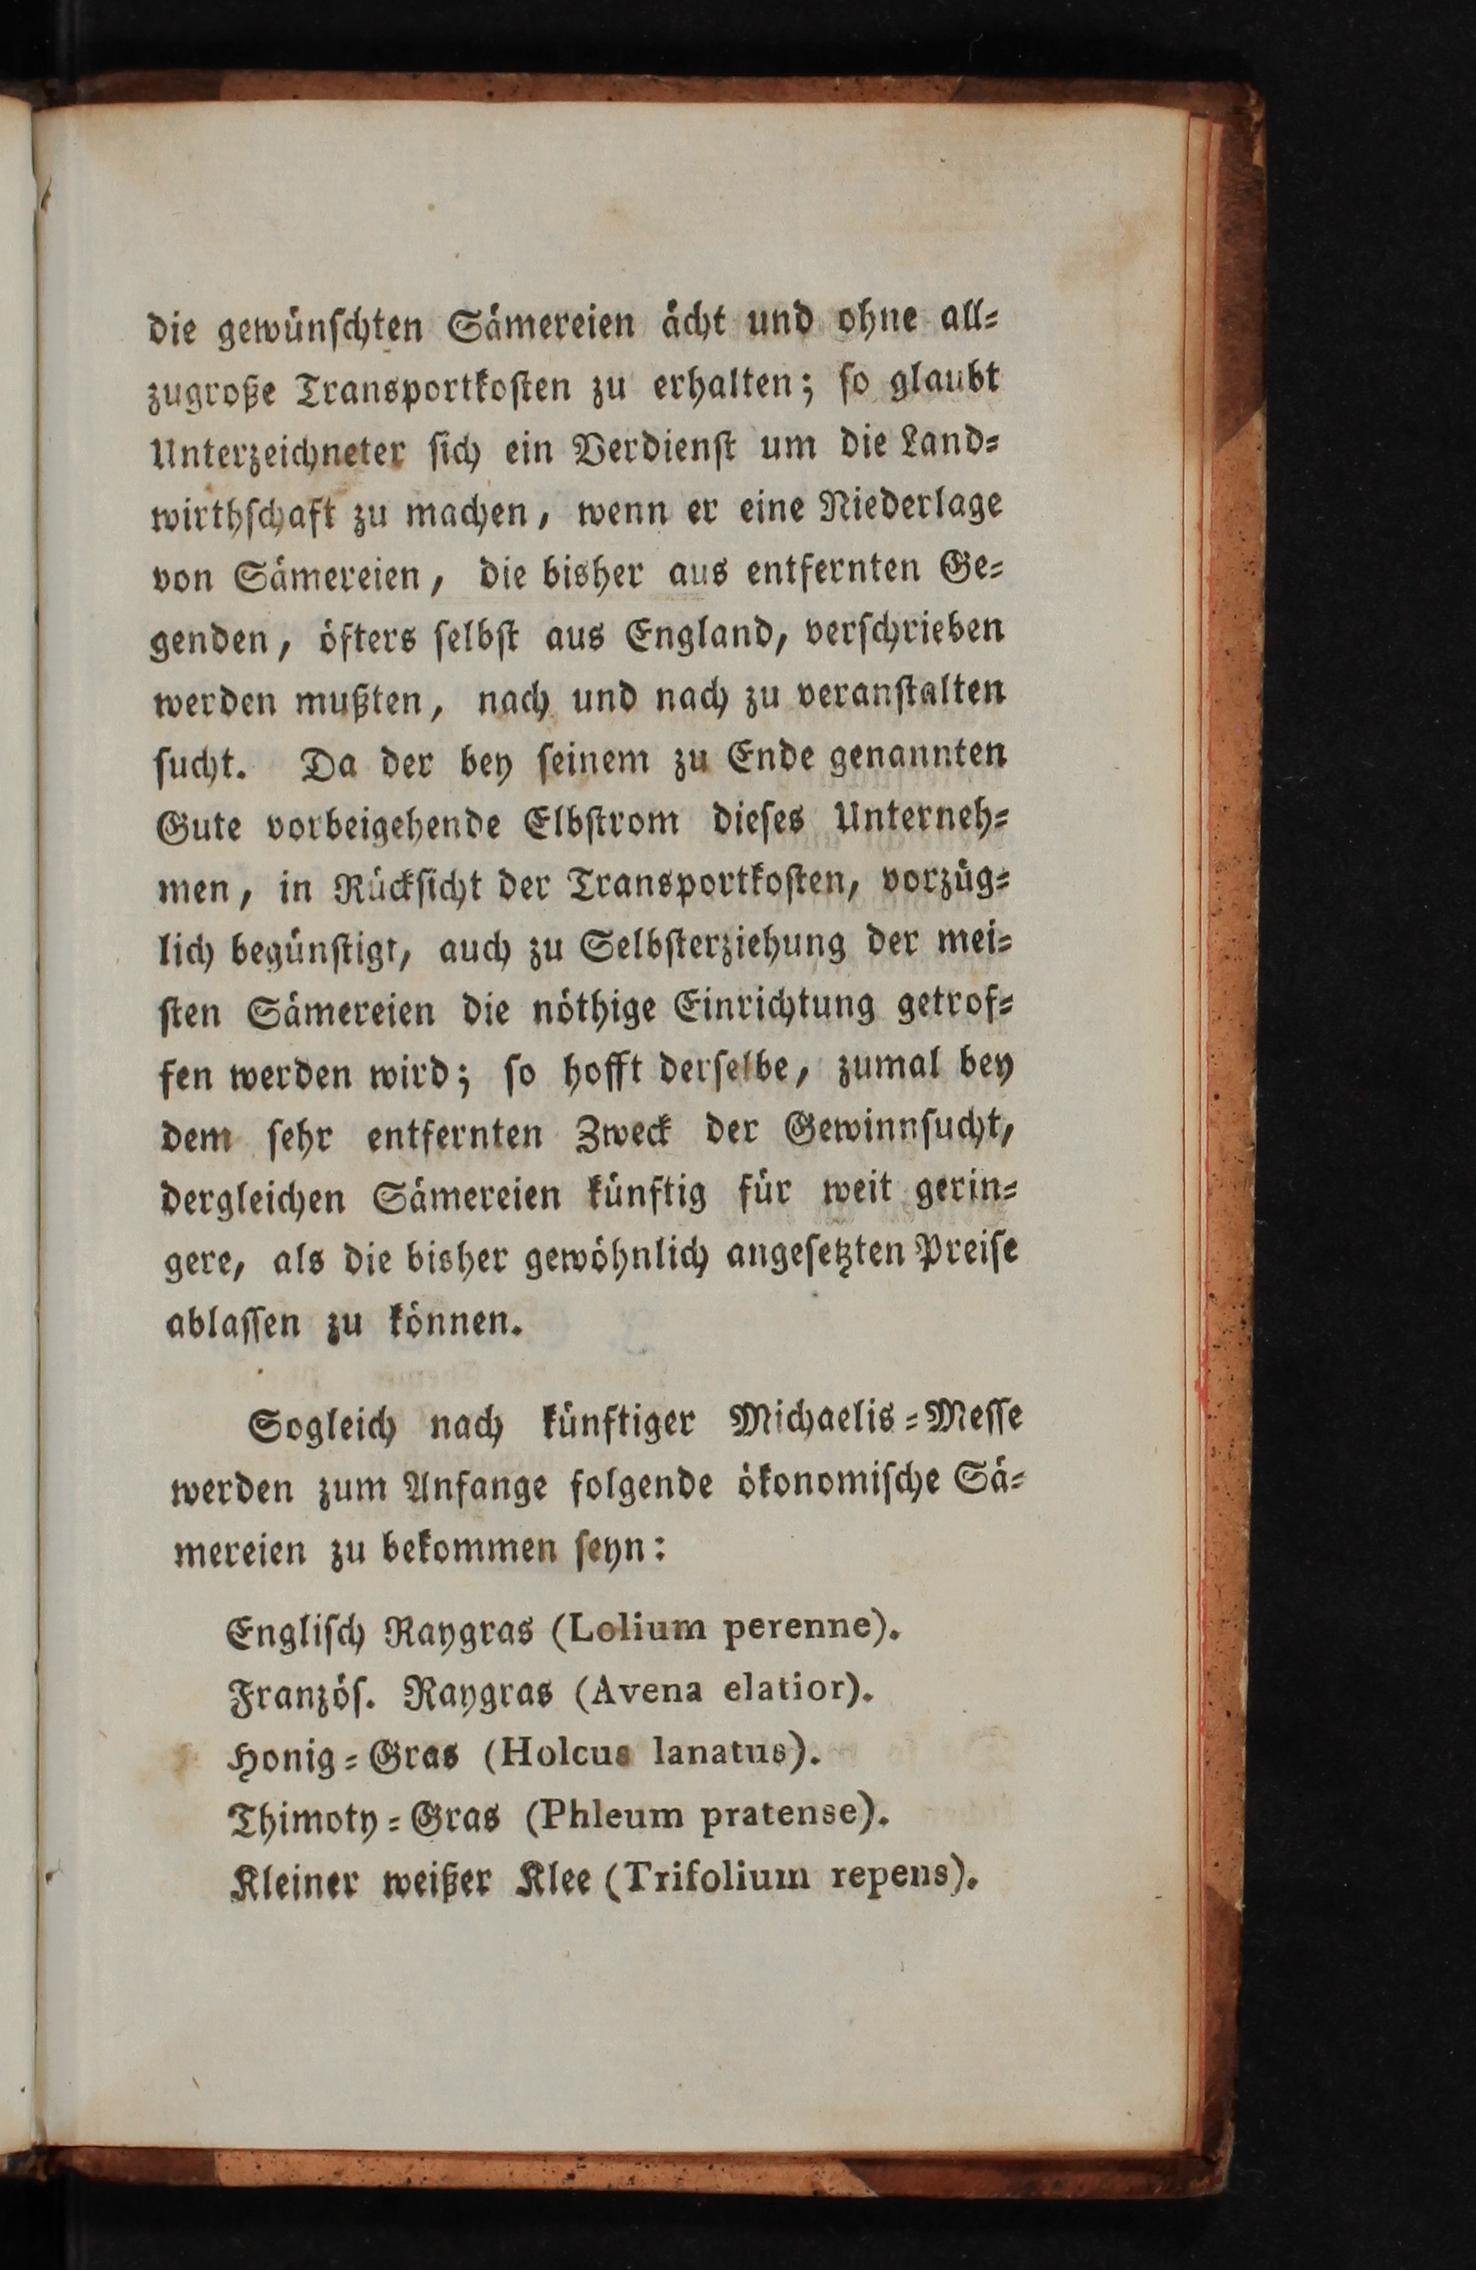 die gewünſchten Sämereien ächt und ohne all⸗
zugroße Transportkoſten zu erhalten; ſo glaubt
Unterzeichneter ſich ein Verdienſt um die Land⸗
wirthſchaft zu machen, wenn er eine Niederlage
von Sämereien, die bisher aus entfernten Ge⸗
genden, öfters ſelbſt aus England, verſchrieben
werden mußten, nach und nach zu veranſtalten
ſucht. Da der bey ſeinem zu Ende genannten
Gute vorbeigehende Elbſtrom dieſes Unterneh⸗
men, in Rückſicht der Transportkoſten, vorzüg⸗
lich begünſtigt, auch zu Selbſterziehung der mei⸗
ſten Sämereien die nöthige Einrichtung getrof⸗
fen werden wird; ſo hofft derſelbe, zumal bey
dem ſehr entfernten Zweck der Gewinnſucht,
dergleichen Sämereien künftig für weit gerin⸗
gere, als die bisher gewöhnlich angeſetzten Preiſe
ablaſſen zu können.
Sogleich nach künftiger Michaelis⸗Meſſe
werden zum Anfange folgende ökonomiſche Sä⸗
mereien zu bekommen ſeyn:
Engliſch Raygras (Lolium perenne).
Franzöſ. Raygras (Avena elatior).
Honig⸗Gras (Holcus lanatus).
Thimoty⸗Gras (Phleum pratense).
Kleiner weißer Klee (Trifolium repens).